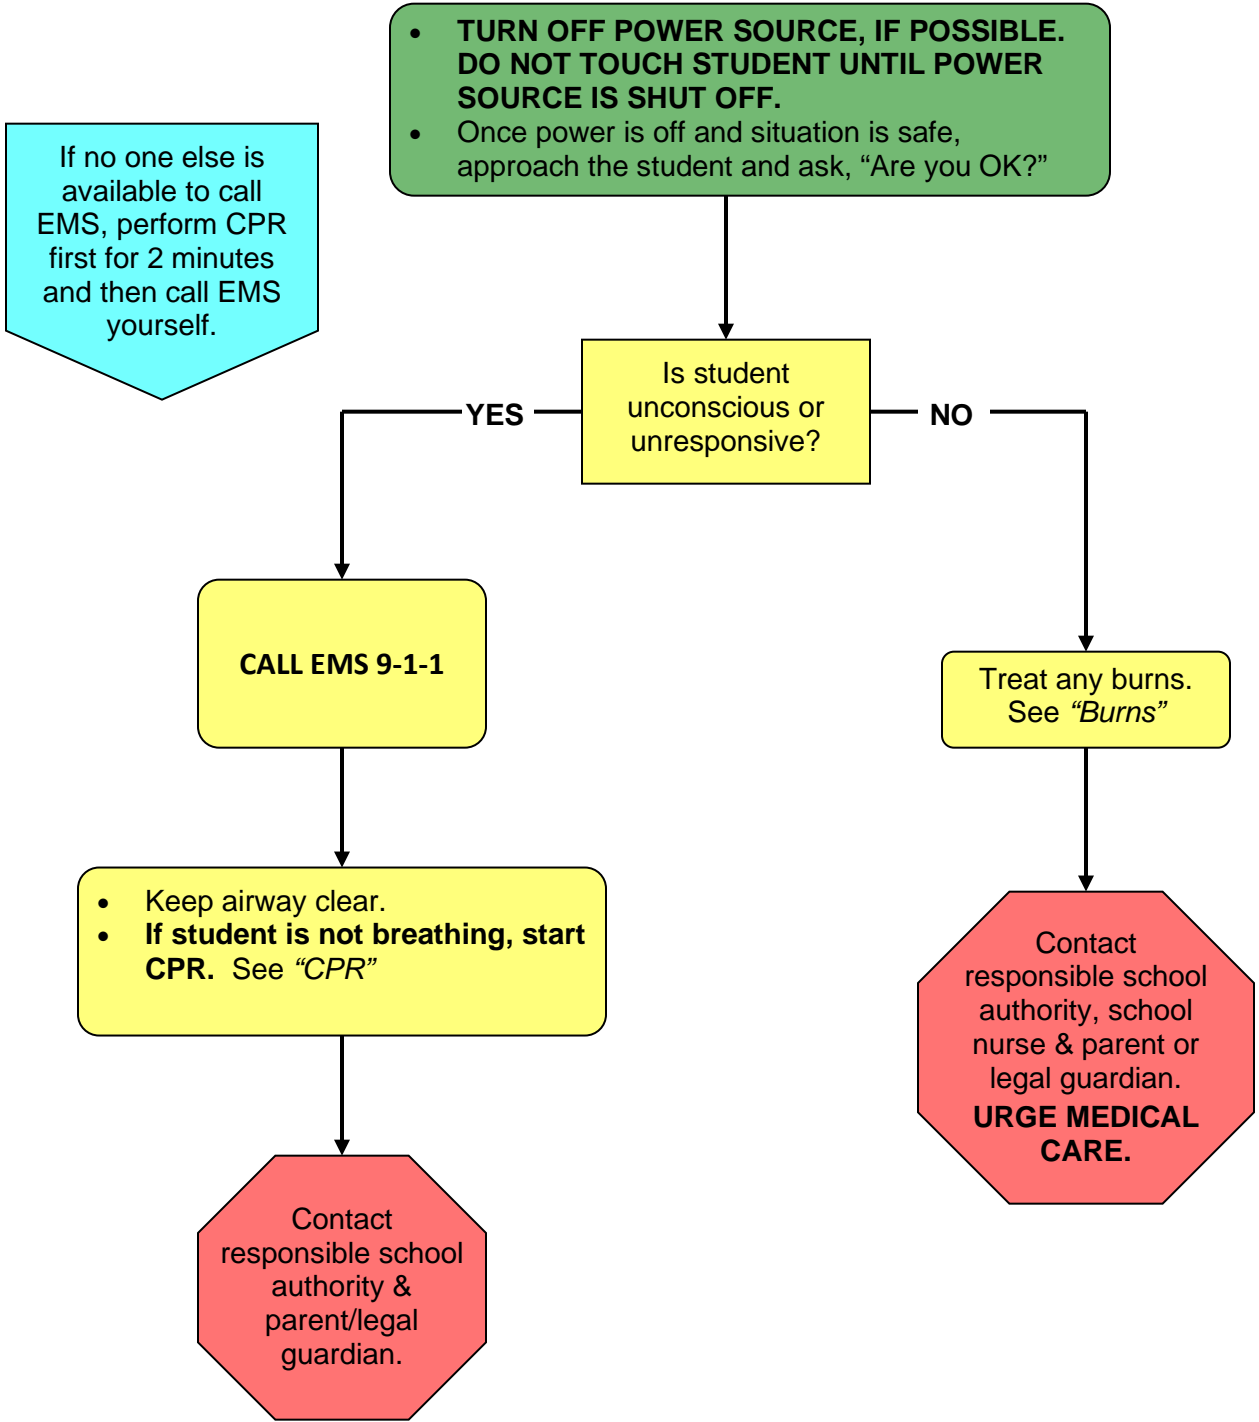 • TURN OFF POWER SOURCE, IF POSSIBLE.
DO NOT TOUCH STUDENT UNTIL POWER
SOURCE IS SHUT OFF.
• Once power is off and situation is safe,
approach the student and ask, “Are you OK?”
If no one else is
available to call
EMS, perform CPR
first for 2 minutes
and then call EMS
yourself.
Is student
unconscious or
unresponsive?
YES
NO
CALL EMS 9-1-1
Treat any burns.
See “Burns”
• Keep airway clear.
• If student is not breathing, start
CPR. See “CPR”
Contact
responsible school
authority, school
nurse & parent or
legal guardian.
URGE MEDICAL
CARE.
Contact
responsible school
authority &
parent/legal
guardian.